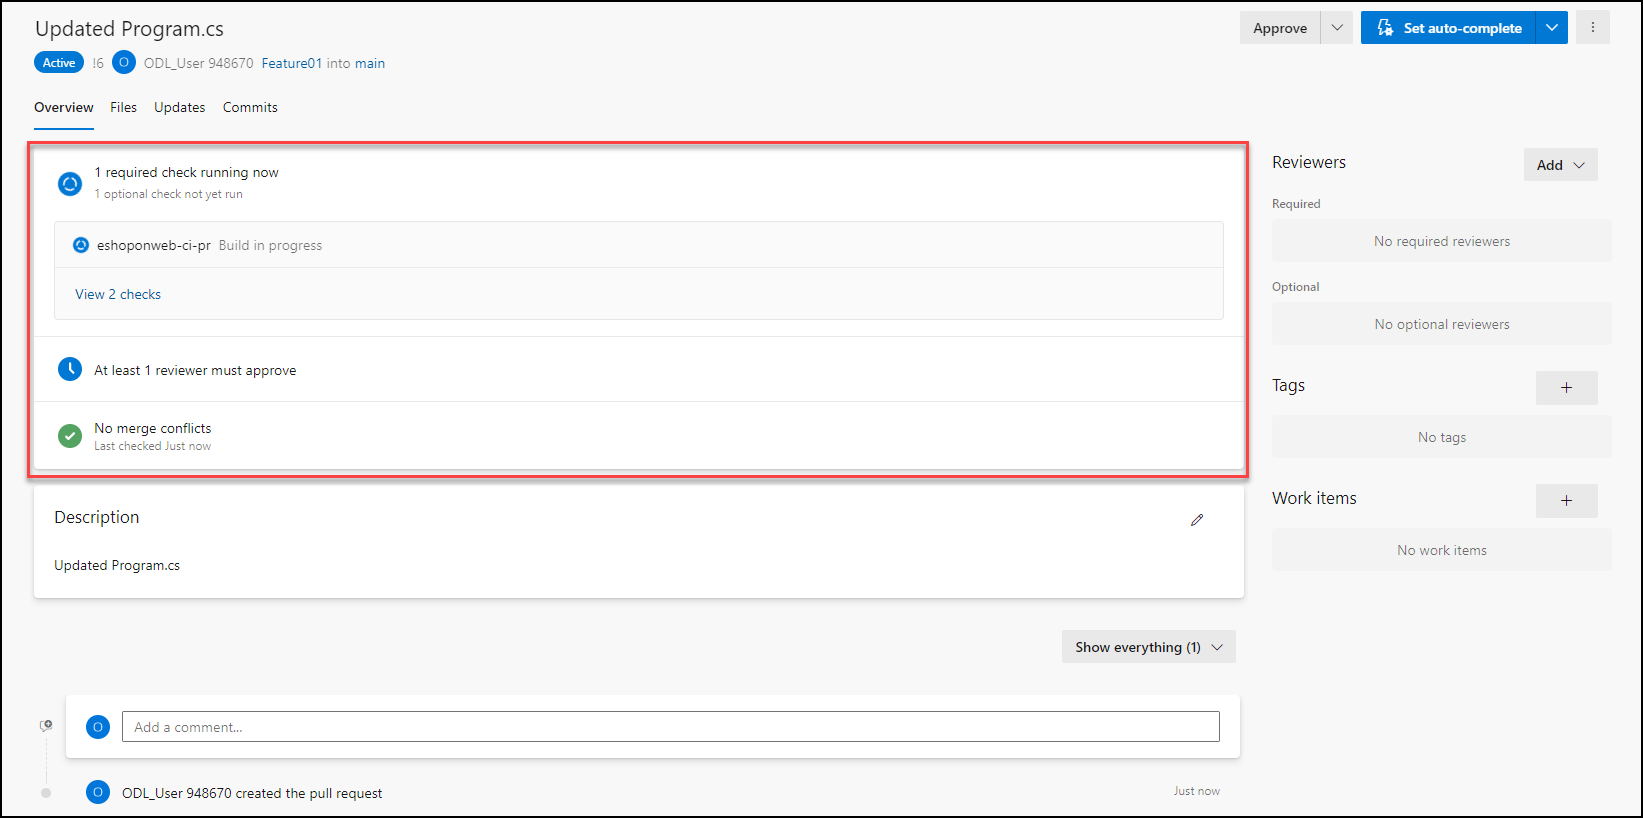 Updated Program.cs
Approve
Set auto-complete
Active !6 O ODL_User 948670 Feature01 into main
Overview Files Updates Commits
1 required check running now
1 optional check not yet run
eshoponweb-ci-pr Build in progress
View 2 checks
At least 1 reviewer must approve
No merge conflicts
Last checked Just now
Description
Updated Program.cs
Show everything (1)
O Add a comment...
O ODL_User 948670 created the pull request Just now
Reviewers Add
Required
No required reviewers
Optional
No optional reviewers
Tags +
No tags
Work items +
No work items